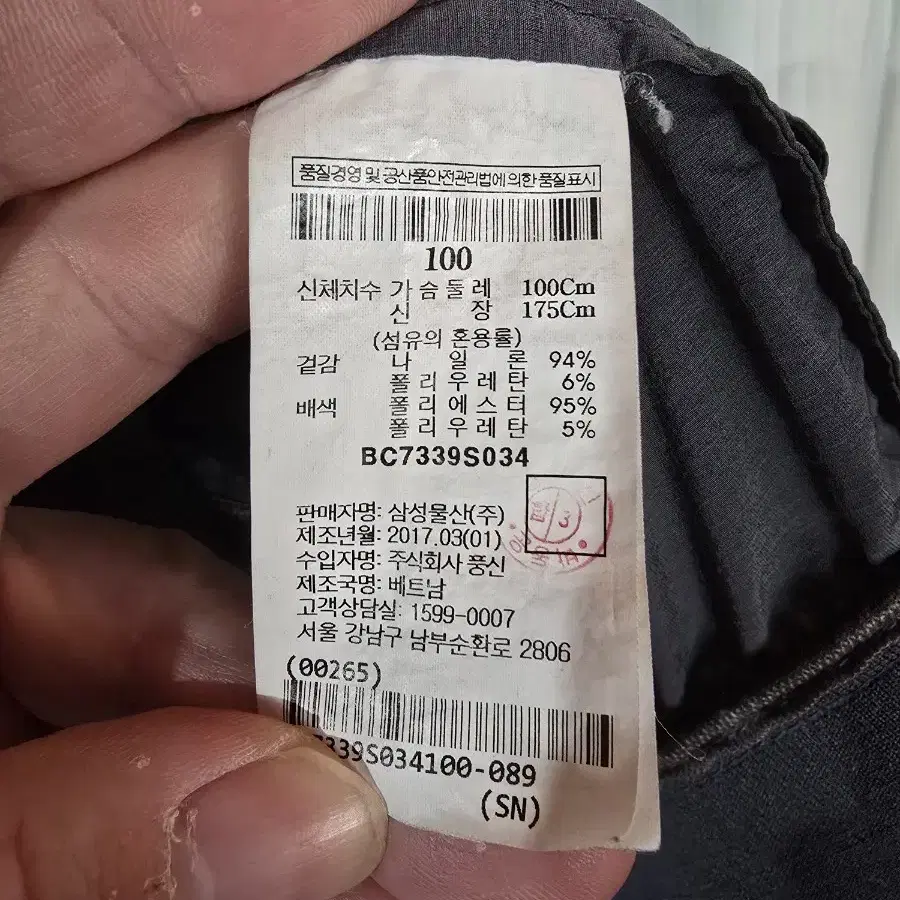 품질경영 및 공산품안전관리법에 의한 품질표시
100
신체치수 가슴둘레 100Cm
신장 175Cm
(섬유의 혼용률)
겉감 나일론 94%
폴리우레탄 6%
배색 폴리에스터 95%
폴리우레탄 5%
BC7339S034
판매자명: 삼성물산(주)
제조년월: 2017.03(01)
수입자명: 주식회사 풍신
제조국명: 베트남
고객상담실: 1599-0007
서울 강남구 남부순환로 2806
(00265)
7339S034100-089
(SN)